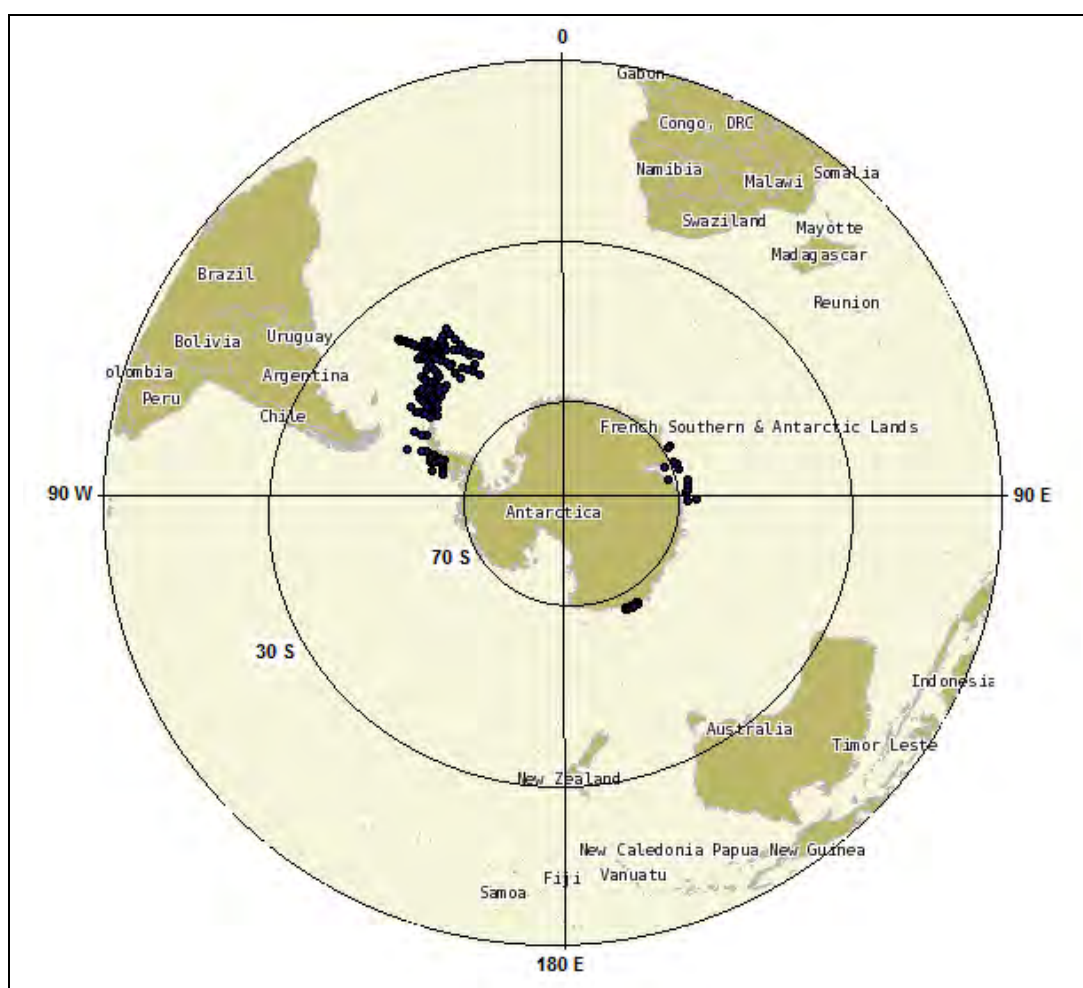 0
Gabon
Congo, DRC
Namibia
Malawi
Somalia
Swaziland
Mayotte
Madagascar
Brazil
Reunion
Bolivia
Uruguay
olombia
Argentina
Peru
Chile
French Southern & Antarctic Lands
90 W
90 E
Antarctica
70 S
30 S
Indonesia
Australia
Timor Leste
New Zealand
New Caledonia
Papua New Guinea
Vanuatu
Fiji
Samoa
180 E